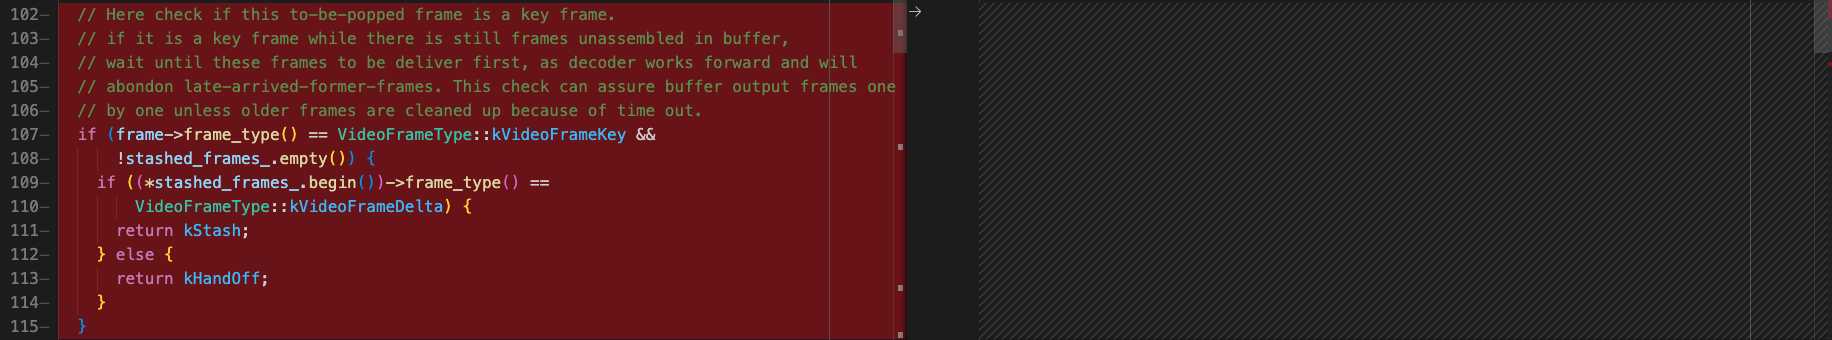 102− // Here check if this to-be-popped frame is a key frame.
103− // if it is a key frame while there is still frames unassembled in buffer,
104− // wait until these frames to be deliver first, as decoder works forward and will
105− // abondon late-arrived-former-frames. This check can assure buffer output frames one
106− // by one unless older frames are cleaned up because of time out.
107− if (frame->frame_type() == VideoFrameType::kVideoFrameKey &&
108− !stashed_frames_.empty()) {
109− if ((*stashed_frames_.begin())->frame_type() ==
110− VideoFrameType::kVideoFrameDelta) {
111− return kStash;
112− } else {
113− return kHandOff;
114− }
115− }